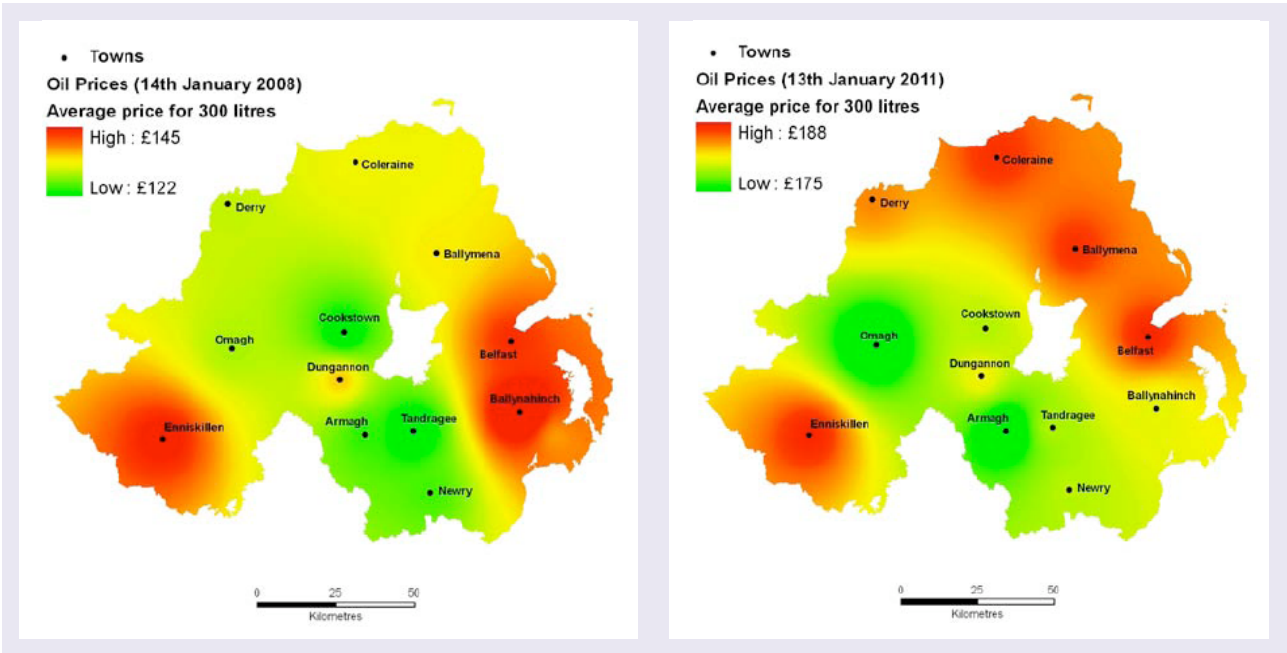 Towns
Oil Prices (14th January 2008)
Average price for 300 litres
High : £145
Low : £122
Coleraine
Derry
Ballymena
Cookstown
Omagh
Belfast
Dungannon
Ballynahinch
Armagh
Tandragee
Enniskillen
Newry
0 25 50
Kilometres
Towns
Oil Prices (13th January 2011)
Average price for 300 litres
High : £188
Low : £175
Coleraine
Derry
Ballymena
Cookstown
Omagh
Belfast
Dungannon
Ballynahinch
Armagh
Tandragee
Enniskillen
Newry
0 25 50
Kilometres